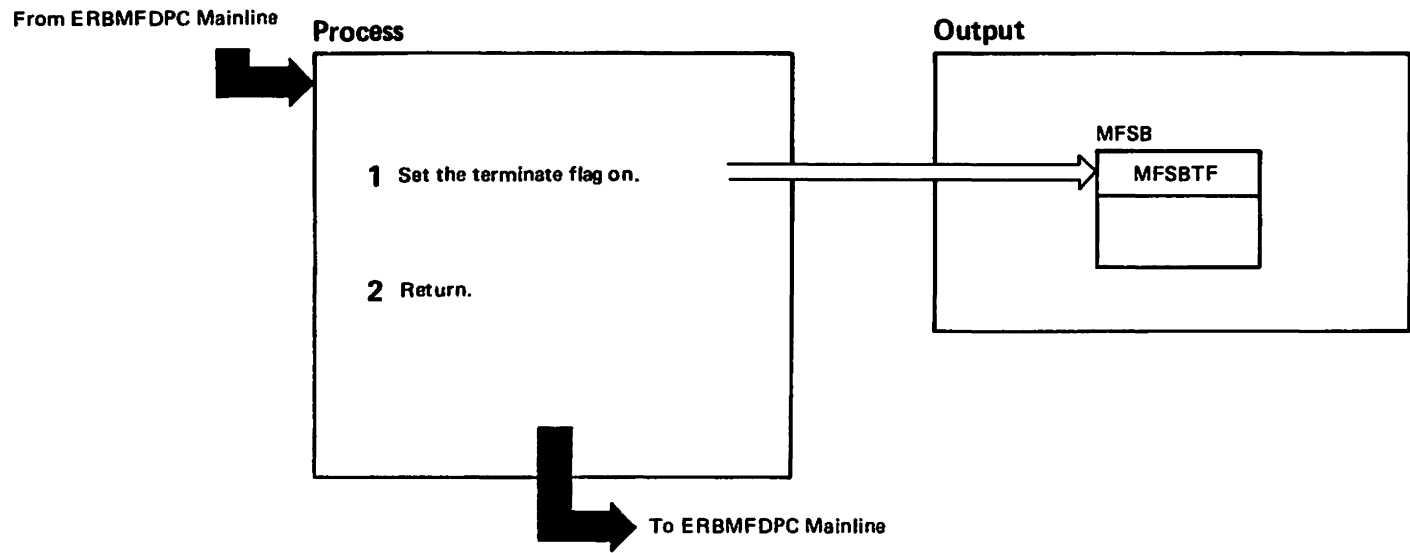 From ERBMFDPC Mainline
Process
Output
1 Set the terminate flag on.
MFSB
MFSBTF
2 Return.
To ERBMFDPC Mainline